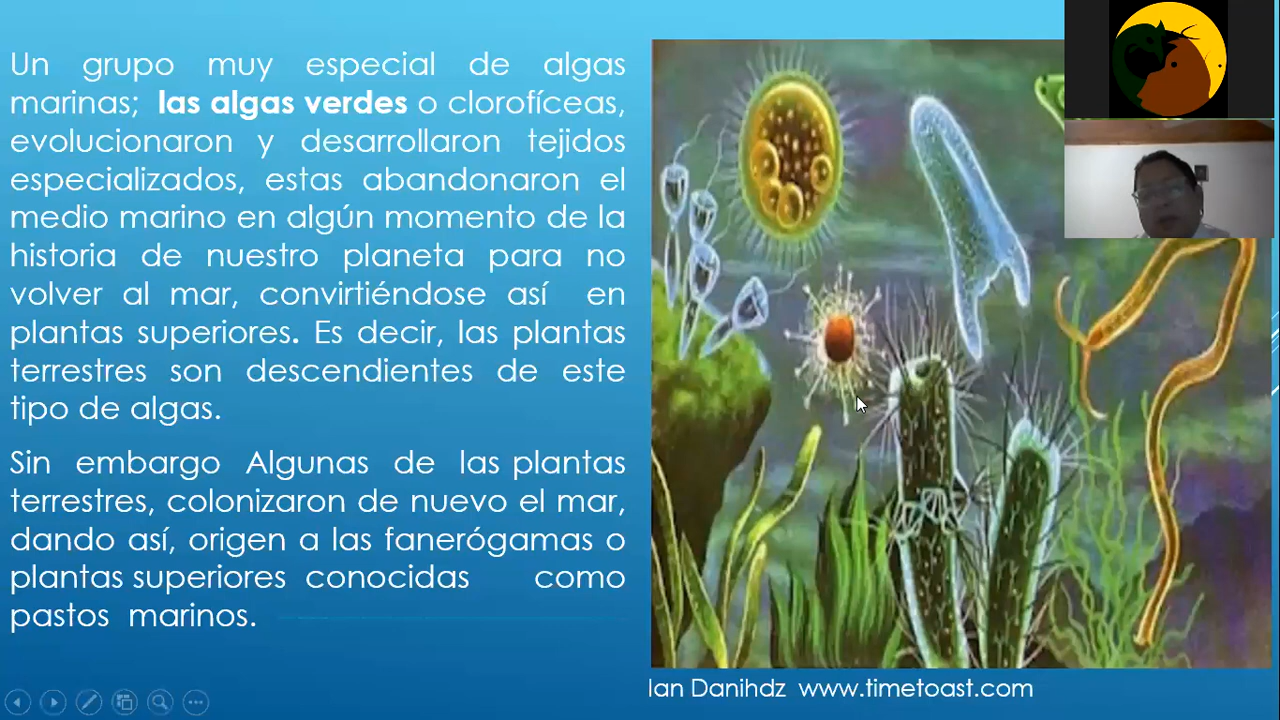 Un grupo muy especial de algas
marinas; las algas verdes o clorofíceas,
evolucionaron y desarrollaron tejidos
especializados, estas abandonaron el
medio marino en algún momento de la
historia de nuestro planeta para no
volver al mar, convirtiéndose así en
plantas superiores. Es decir, las plantas
terrestres son descendientes de este
tipo de algas.
Sin embargo Algunas de las plantas
terrestres, colonizaron de nuevo el mar,
dando así, origen a las fanerógamas o
plantas superiores conocidas como
pastos marinos.
Ian Danihdz www.timetoast.com